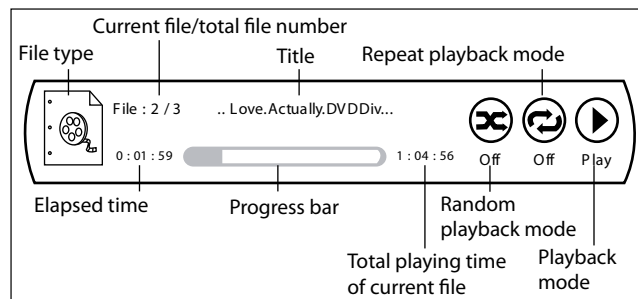 Current file/total file number
File type
Title
Repeat playback mode
File : 2 / 3
.. Love.Actually.DVDDiv...
0 : 01 : 59
1 : 04 : 56
Off
Off
Play
Elapsed time
Progress bar
Random
playback mode
Total playing time
of current file
Playback
mode